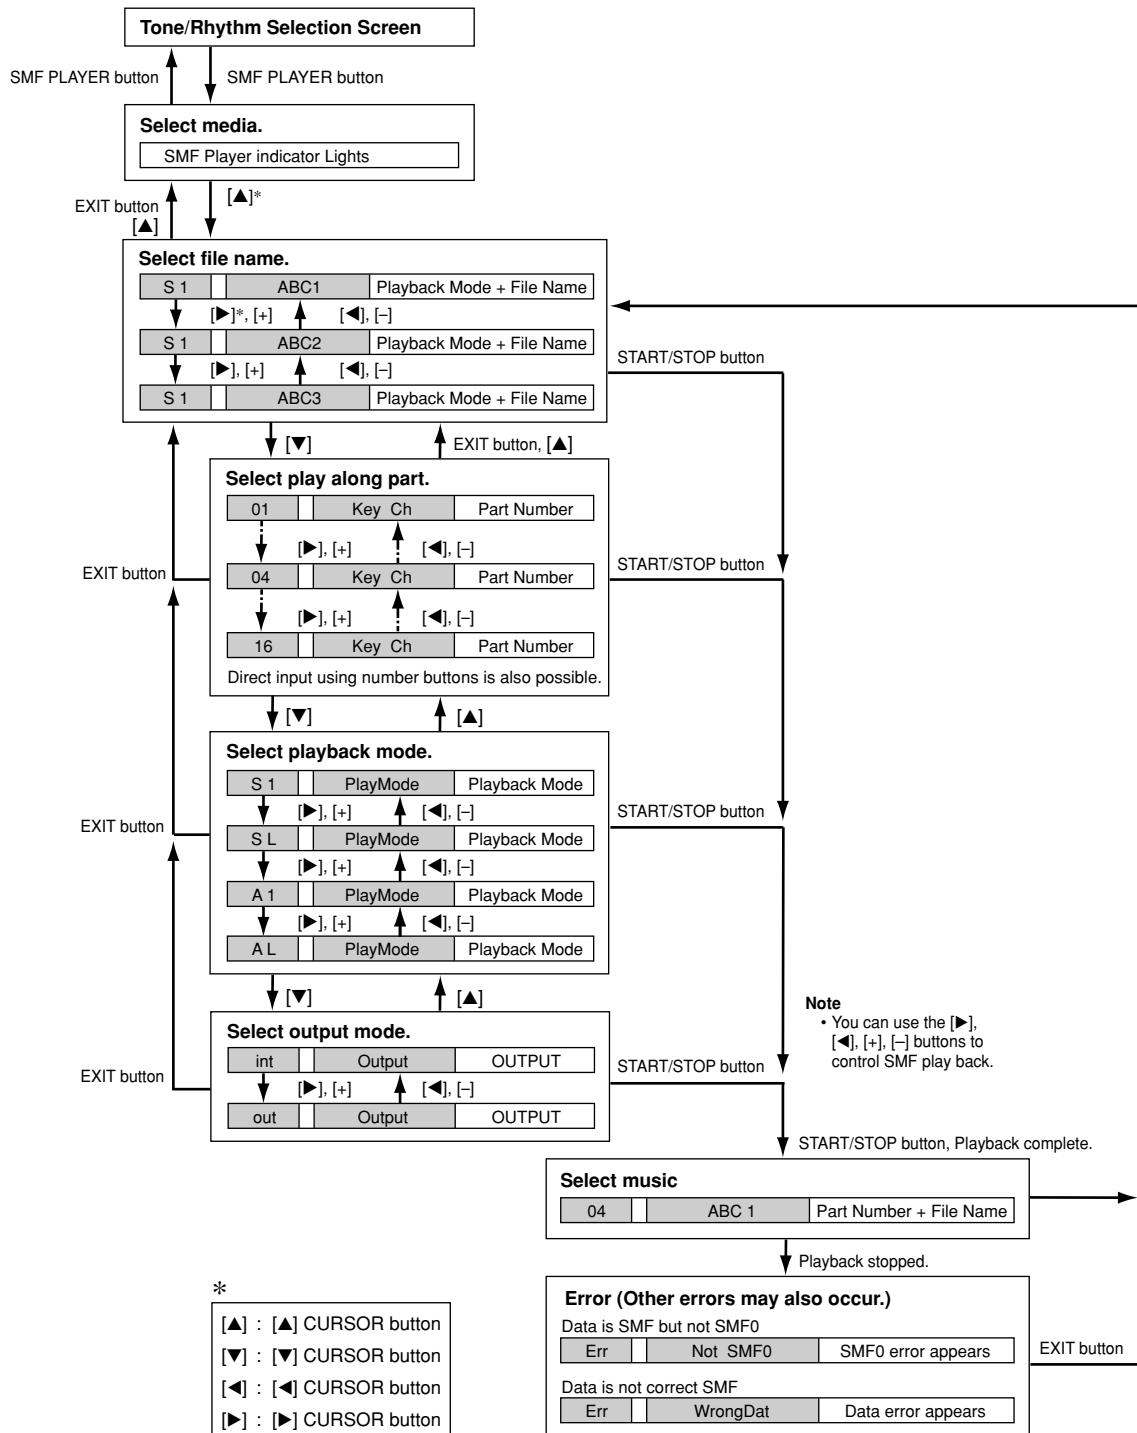 Tone/Rhythm Selection Screen
SMF PLAYER button
SMF PLAYER button
Select media.
SMF Player indicator Lights
EXIT button
[▲]
[▲]*
Select file name.
S 1 ABC1 Playback Mode + File Name
[▶]*, [+] [◀], [–]
S 1 ABC2 Playback Mode + File Name
[▶], [+] [◀], [–]
S 1 ABC3 Playback Mode + File Name
START/STOP button
[▼]
EXIT button, [▲]
Select play along part.
01 Key Ch Part Number
[▶], [+] [◀], [–]
04 Key Ch Part Number
[▶], [+] [◀], [–]
16 Key Ch Part Number
Direct input using number buttons is also possible.
EXIT button
START/STOP button
[▼]
[▲]
Select playback mode.
S 1 PlayMode Playback Mode
[▶], [+] [◀], [–]
S L PlayMode Playback Mode
[▶], [+] [◀], [–]
A 1 PlayMode Playback Mode
[▶], [+] [◀], [–]
A L PlayMode Playback Mode
EXIT button
START/STOP button
[▼]
[▲]
Select output mode.
int Output OUTPUT
[▶], [+] [◀], [–]
out Output OUTPUT
EXIT button
START/STOP button
Note
• You can use the [▶],
[◀], [+], [–] buttons to
control SMF play back.
START/STOP button, Playback complete.
Select music
04 ABC 1 Part Number + File Name
Playback stopped.
Error (Other errors may also occur.)
Data is SMF but not SMF0
Err Not SMF0 SMF0 error appears
Data is not correct SMF
Err WrongDat Data error appears
EXIT button
*
[▲] : [▲] CURSOR button
[▼] : [▼] CURSOR button
[◀] : [◀] CURSOR button
[▶] : [▶] CURSOR button